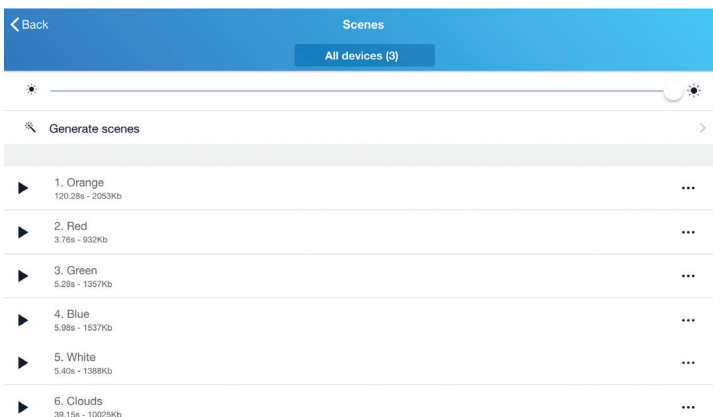 Back
Scenes
All devices (3)
Generate scenes
1. Orange
120.28s - 2053Kb
2. Red
3.76s - 932Kb
3. Green
5.28s - 1357Kb
4. Blue
5.98s - 1537Kb
5. White
5.40s - 1388Kb
6. Clouds
39.15s - 10025Kb